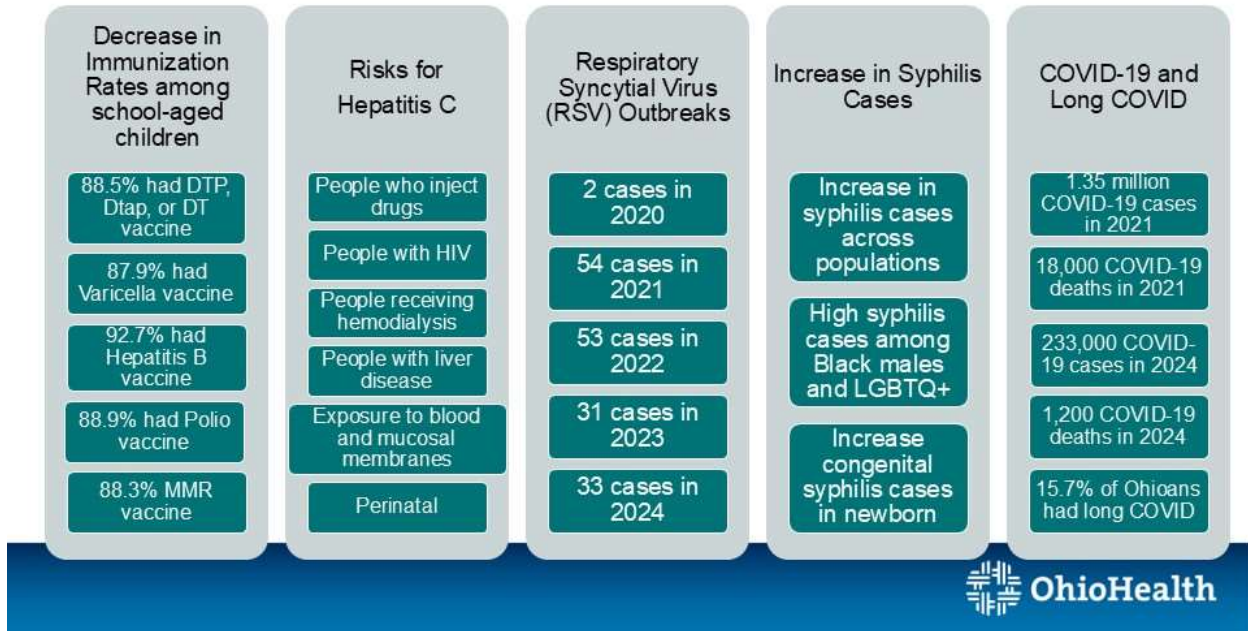 Decrease in
Immunization
Rates among
school-aged
children
88.5% had DTP,
Dtap, or DT
vaccine
87.9% had
Varicella vaccine
92.7% had
Hepatitis B
vaccine
88.9% had Polio
vaccine
88.3% MMR
vaccine
Risks for
Hepatitis C
People who inject
drugs
People with HIV
People receiving
hemodialysis
People with liver
disease
Exposure to blood
and mucosal
membranes
Perinatal
Respiratory
Syncytial Virus
(RSV) Outbreaks
2 cases in
2020
54 cases in
2021
53 cases in
2022
31 cases in
2023
33 cases in
2024
Increase in Syphilis
Cases
Increase in
syphilis cases
across
populations
High syphilis
cases among
Black males
and LGBTQ+
Increase
congenital
syphilis cases
in newborn
COVID-19 and
Long COVID
1.35 million
COVID-19 cases
in 2021
18,000 COVID-19
deaths in 2021
233,000 COVID-
19 cases in 2024
1,200 COVID-19
deaths in 2024
15.7% of Ohioans
had long COVID
OhioHealth